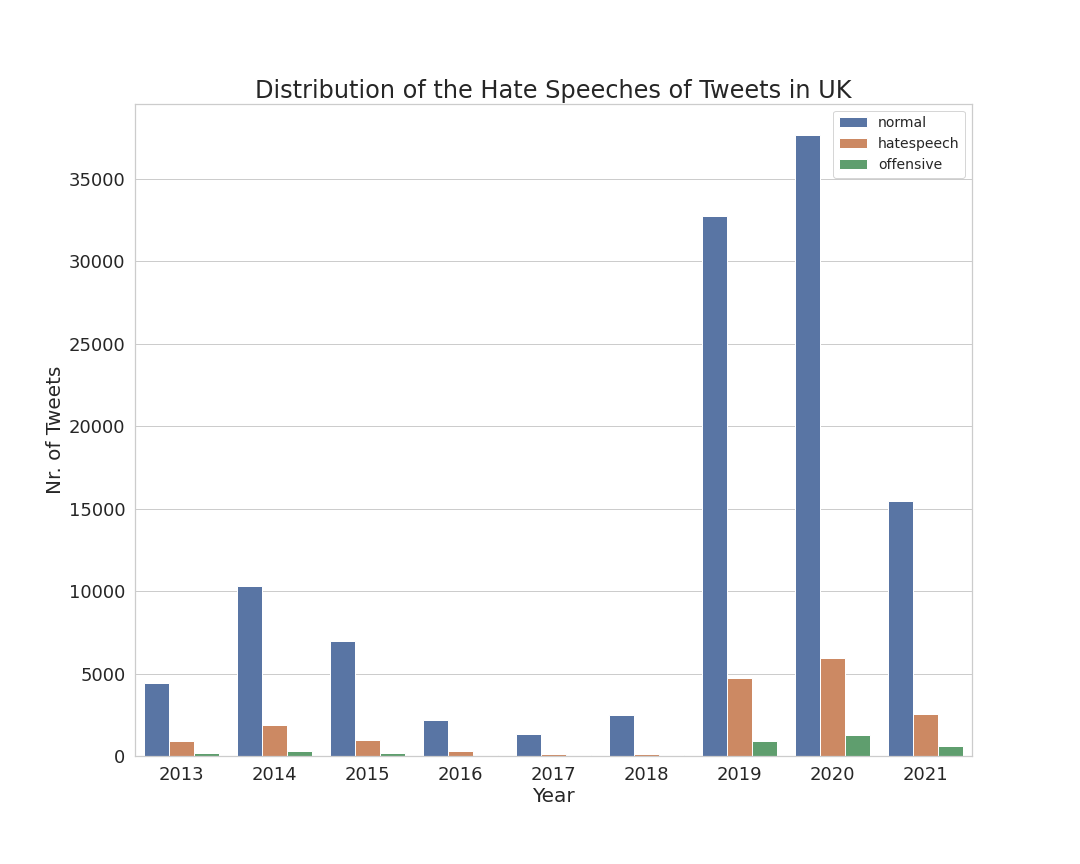 Distribution of the Hate Speeches of Tweets in UK
normal
hatespeech
offensive
35000
30000
25000
20000
15000
10000
5000
0
Nr. of Tweets
2013 2014 2015 2016 2017 2018 2019 2020 2021
Year